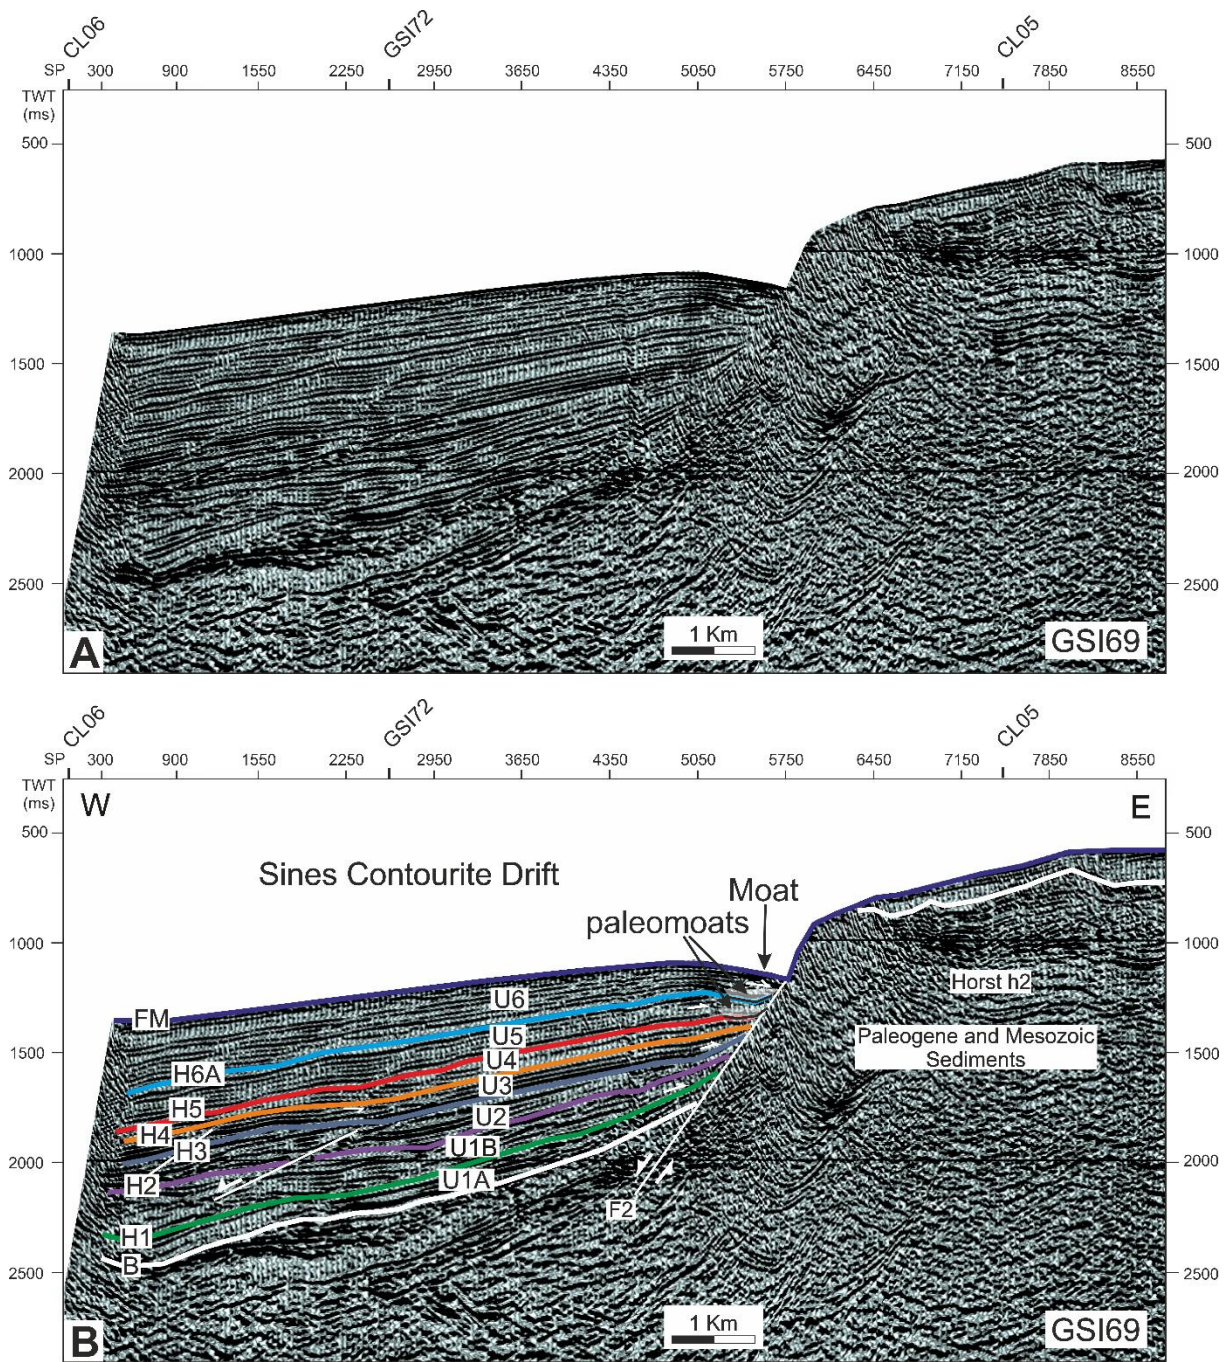 CL06 GSI72 CL05
SP 300 900 1550 2250 2950 3650 4350 5050 5750 6450 7150 7850 8550
TWT
(ms)
500 500
1000 1000
1500 1500
2000 2000
2500 2500
1 Km
A GSI69
CL06 GSI72 CL05
SP 300 900 1550 2250 2950 3650 4350 5050 5750 6450 7150 7850 8550
TWT
(ms)
W E
500 500
Sines Contourite Drift
Moat
paleomoats
1000 1000
Horst h2
U6
FM
U5
Paleogene and Mesozoic
Sediments
1500 1500
U4
H6A
U3
H5
U2
H4
H3
U1B
2000 2000
H2
U1A
F2
H1
B
2500 2500
1 Km
B GSI69